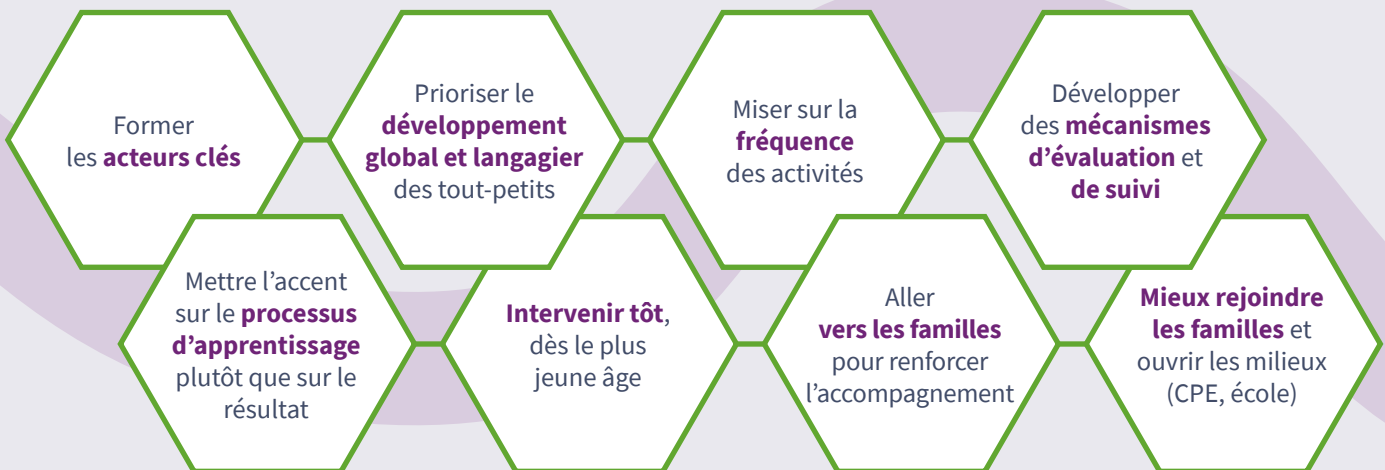 Former
les acteurs clés
Prioriser le
développement
global et langagier
des tout-petits
Miser sur la
fréquence
des activités
Développer
des mécanismes
d'évaluation et
de suivi
Mettre l'accent
sur le processus
d'apprentissage
plutôt que sur le
résultat
Intervenir tôt,
dès le plus
jeune âge
Aller
vers les familles
pour renforcer
l'accompagnement
Mieux rejoindre
les familles et
ouvrir les milieux
(CPE, école)